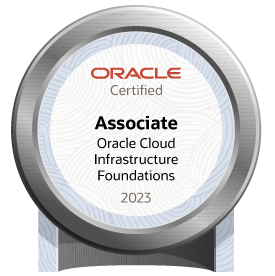 ORACLE
Certified
Associate
Oracle Cloud
Infrastructure
Foundations
2023